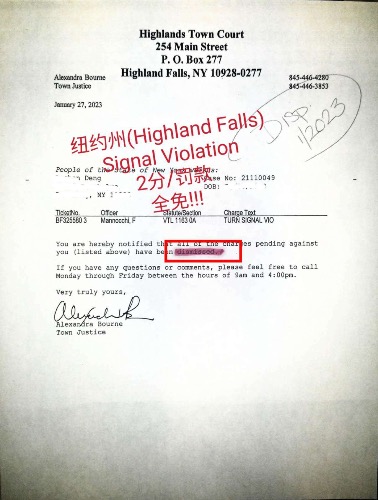 Highlands Town Court
254 Main Street
P. O. Box 277
Highland Falls, NY 10928-0277
Alexandra Bourne
Town Justice
845-446-4280
845-446-3853
January 27, 2023
Disp.
1/2023
纽约州(Highland Falls)
Signal Violation
2分/罚款
全免!!!
People of the State of New York
Deng
Case No: 21110049
DOB:
, NY 1
Ticket No. Officer Statute/Section Charge Text
BF325580 3 Mannocchi, F VTL 1163 0A TURN SIGNAL VIO
You are hereby notified that all of the charges pending against
you (listed above) have been dismissed.
If you have any questions or comments, please feel free to call
Monday through Friday between the hours of 9am and 4:00pm.
Very truly yours,
Alexandra Bourne
Town Justice